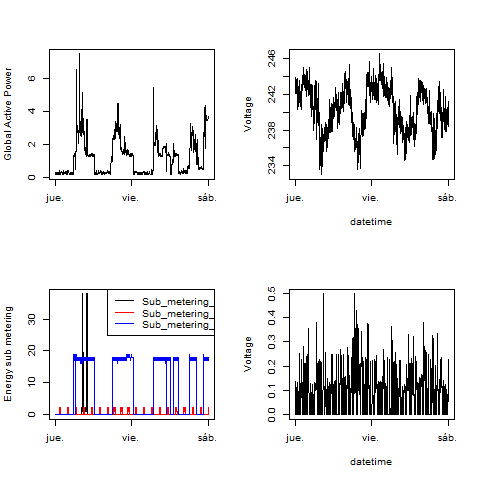 Global Active Power
0 2 4 6
jue. vie. sáb.
Voltage
234 238 242 246
jue. vie. sáb.
datetime
Energy sub metering
0 10 20 30
Sub_metering_
Sub_metering_
Sub_metering_
jue. vie. sáb.
Voltage
0.0 0.1 0.2 0.3 0.4 0.5
jue. vie. sáb.
datetime